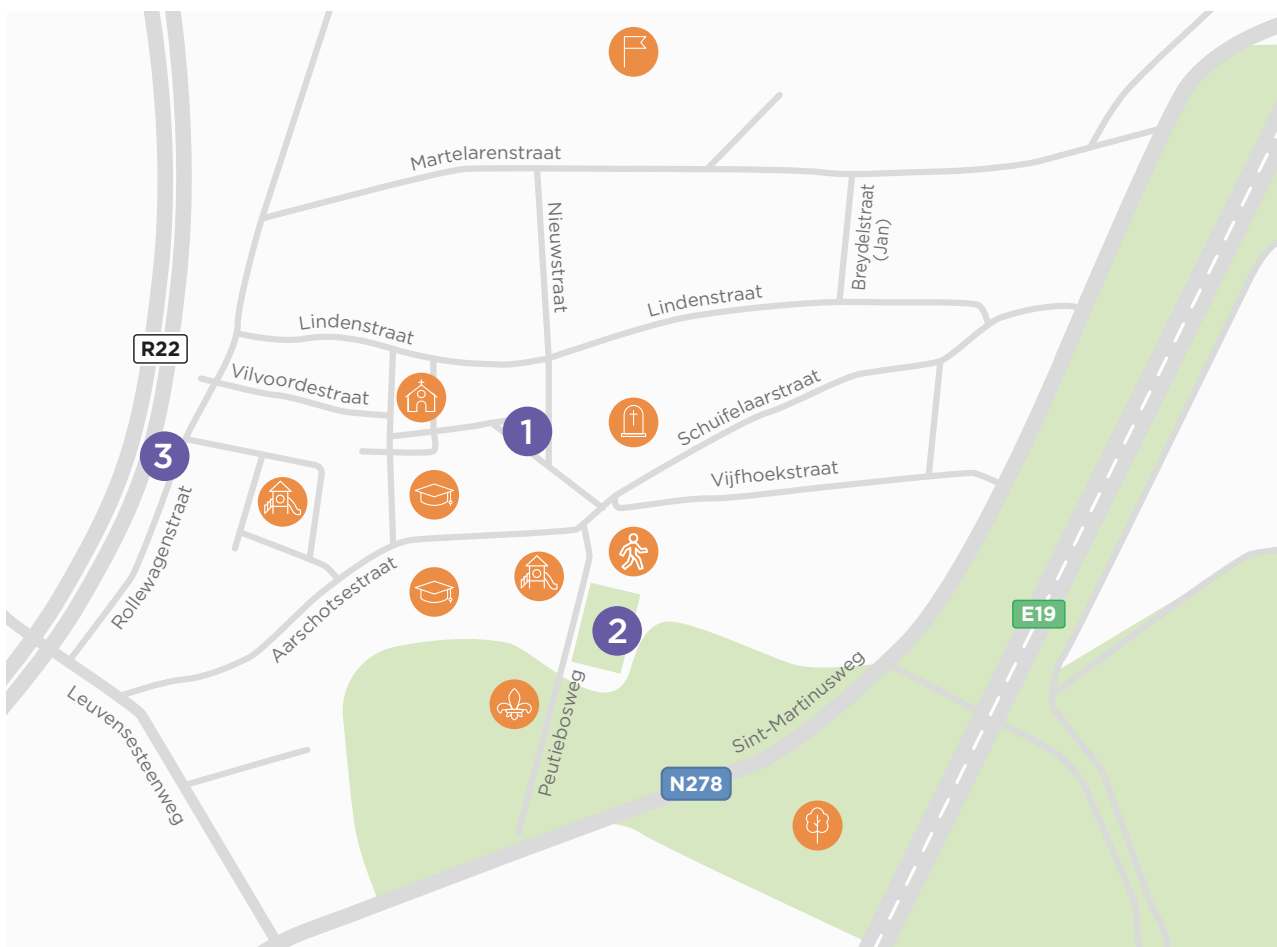 Martelarenstraat
Nieuwstraat
Breydelstraat
(Jan)
Lindenstraat
Lindenstraat
R22
Vilvoordestraat
Schuifelaarstraat
1
3
Vijfhoekstraat
Rollewagenstraat
Aarschotsestraat
E19
2
Leuvensesteenweg
Peutiebosweg
Sint-Martinusweg
N278